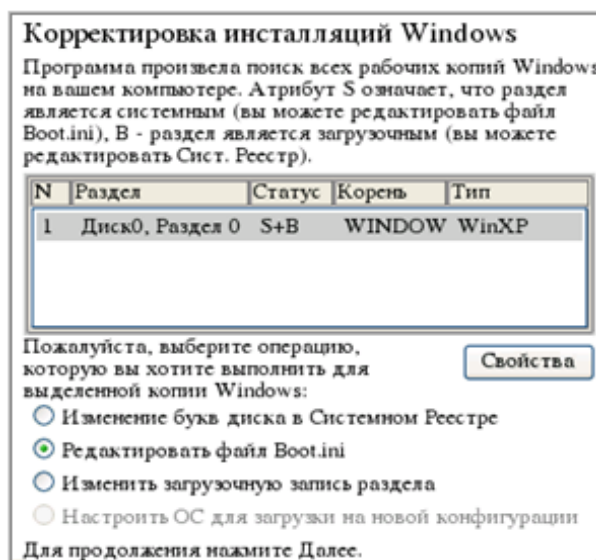 Корректировка инсталляций Windows
Программа произвела поиск всех рабочих копий Windows
на вашем компьютере. Атрибут S означает, что раздел
является системным (вы можете редактировать файл
Boot.ini), B - раздел является загрузочным (вы можете
редактировать Сист. Реестр).
N Раздел Статус Корень Тип
1 Диск0, Раздел 0 S+B WINDOW WinXP
Пожалуйста, выберите операцию,
которую вы хотите выполнить для
выделенной копии Windows:
Свойства
Изменение букв диска в Системном Реестре
Редактировать файл Boot.ini
Изменить загрузочную запись раздела
Настроить ОС для загрузки на новой конфигурации
Для продолжения нажмите Далее.